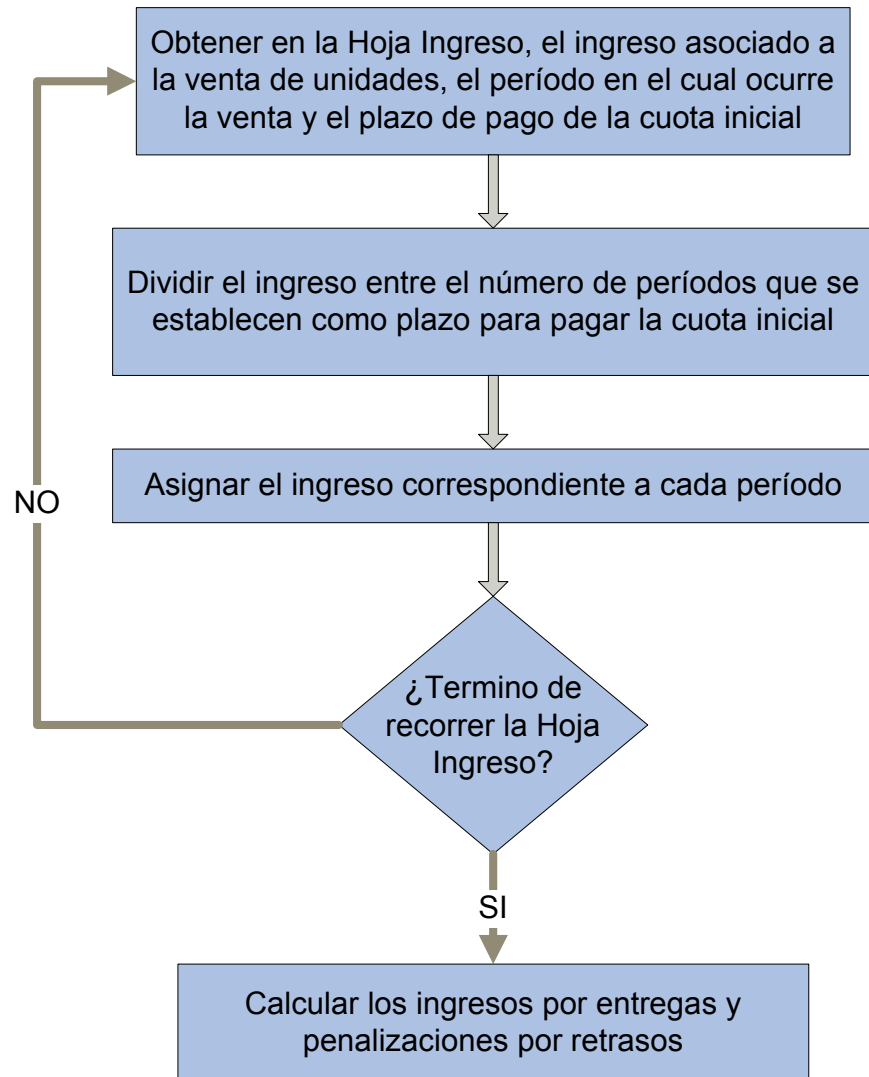 Obtener en la Hoja Ingreso, el ingreso asociado a
la venta de unidades, el período en el cual ocurre
la venta y el plazo de pago de la cuota inicial
Dividir el ingreso entre el número de períodos que se
establecen como plazo para pagar la cuota inicial
Asignar el ingreso correspondiente a cada período
NO
¿Termino de
recorrer la Hoja
Ingreso?
SI
Calcular los ingresos por entregas y
penalizaciones por retrasos